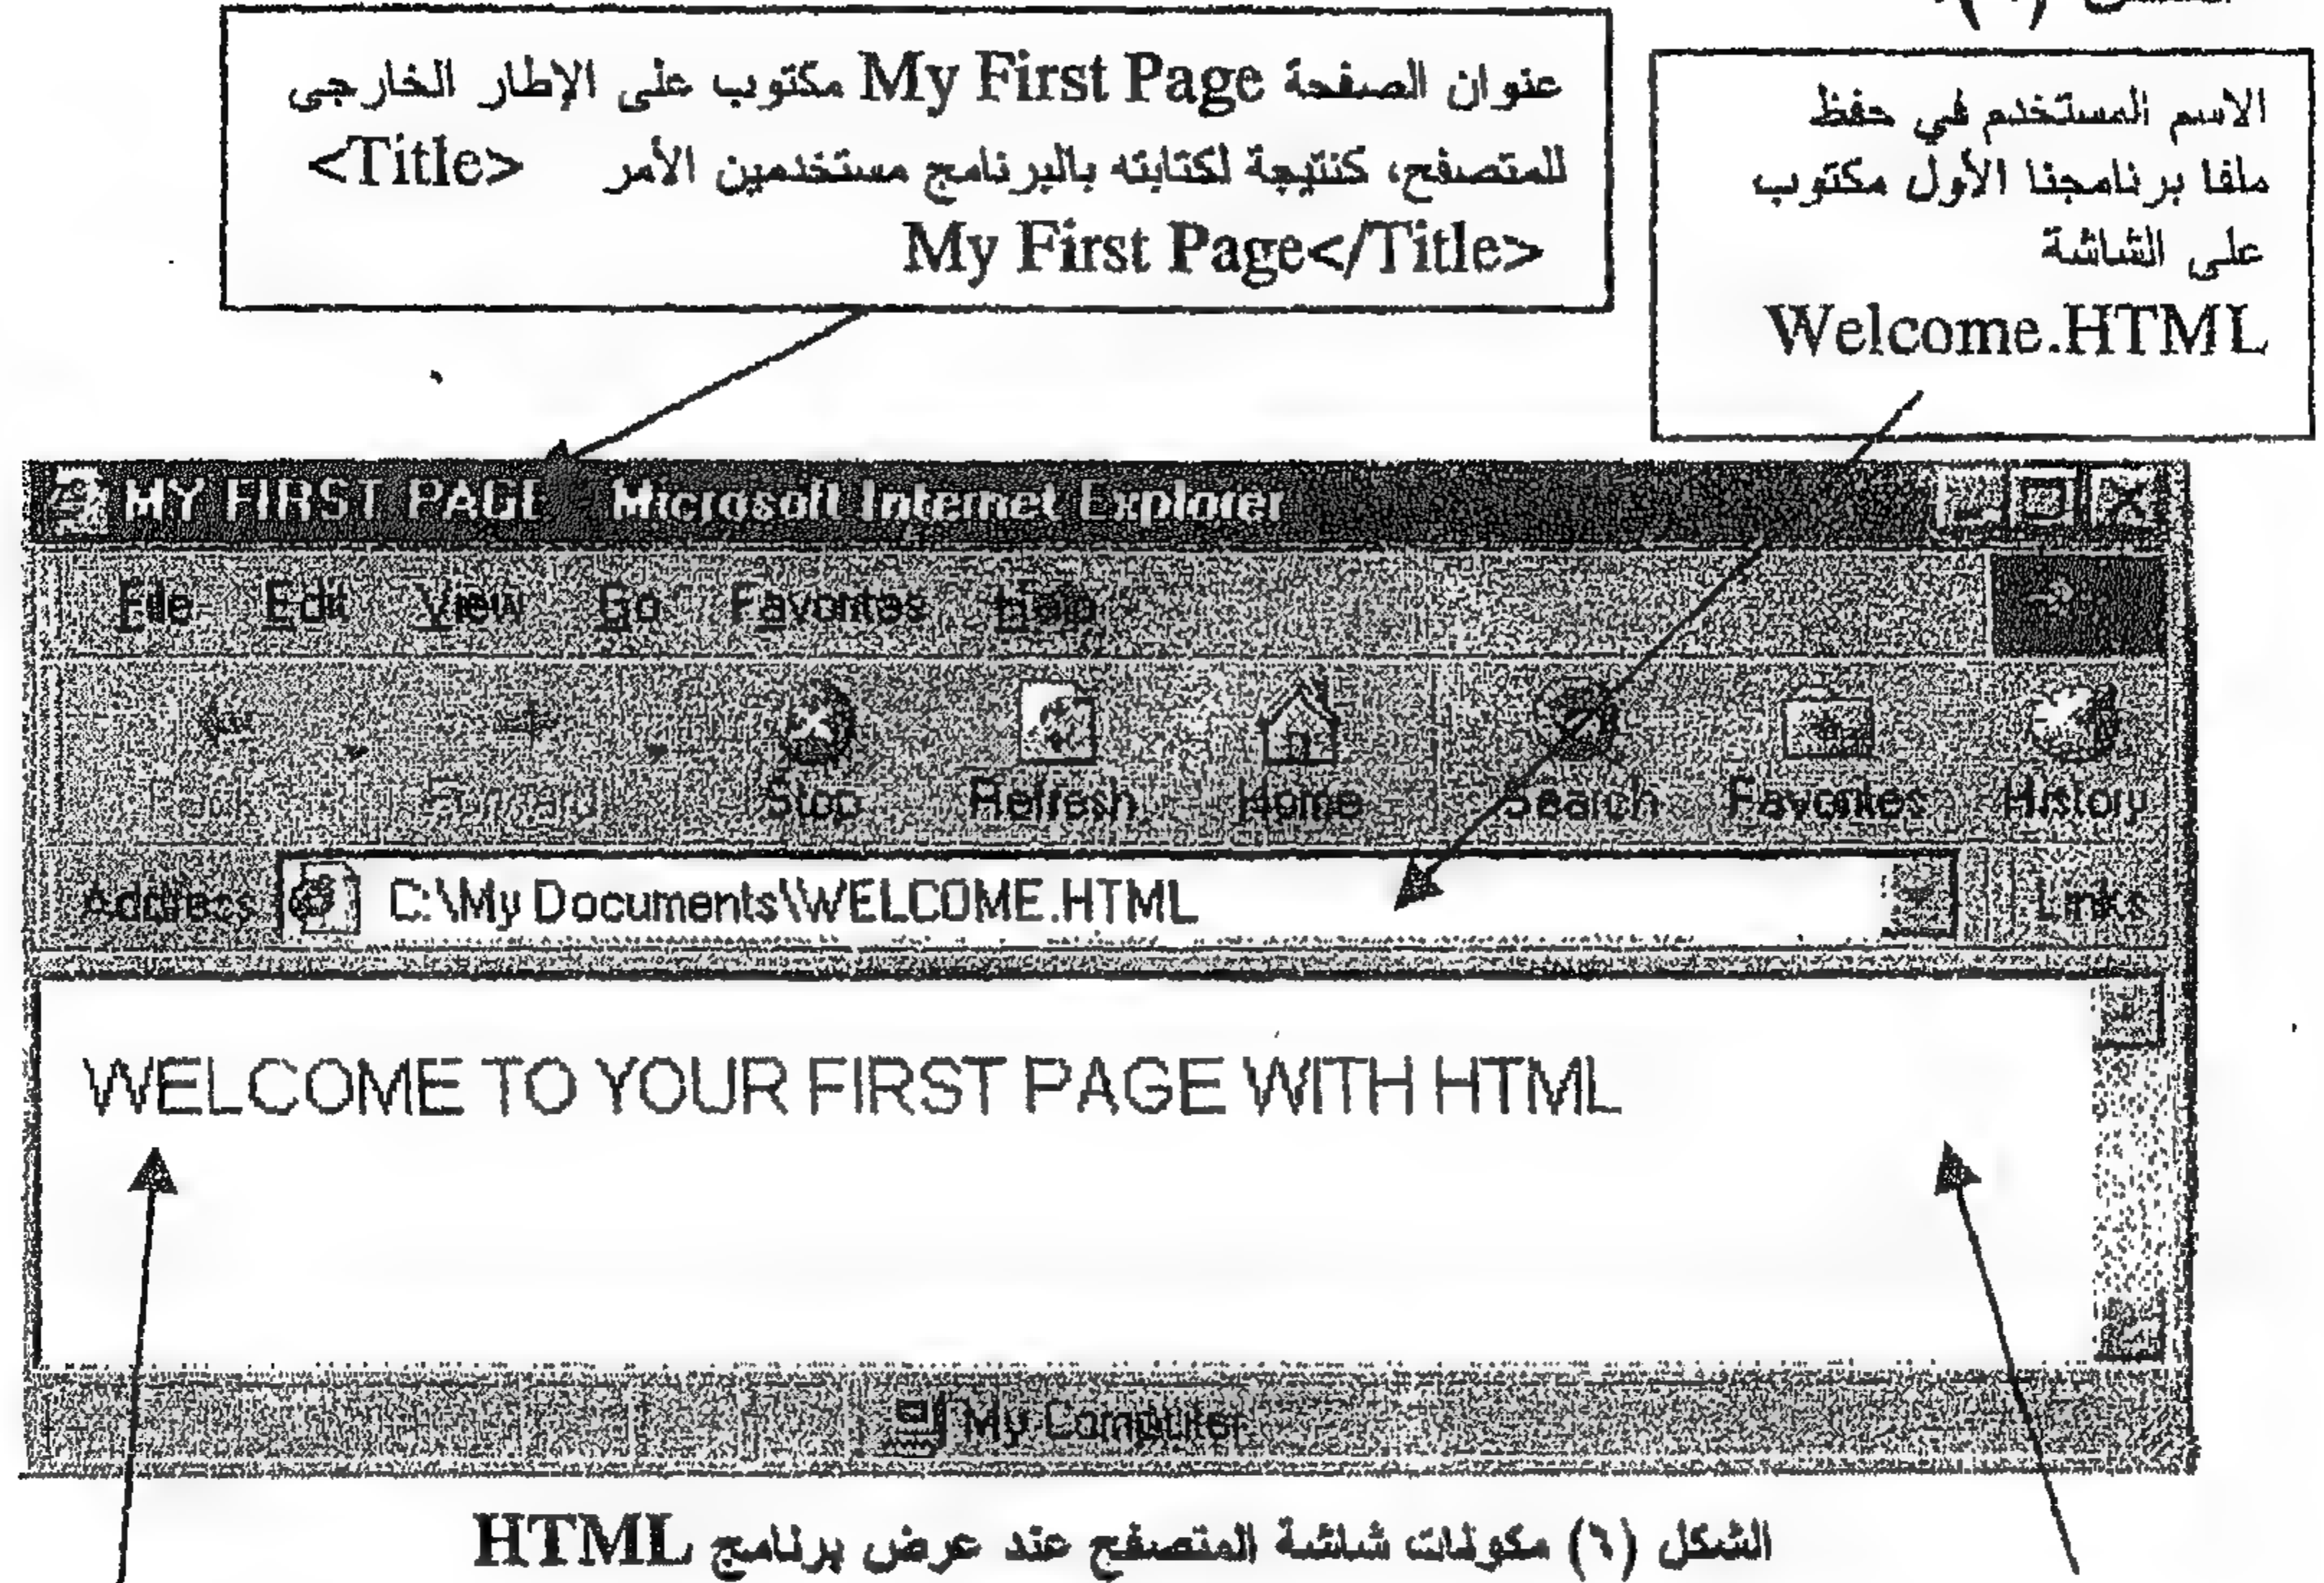 عنوان الصفحة My First Page مكتوب على الإطار الخارجى
للمتصفح، كنتيجة لكتابته بالبرنامج مستخدمين الأمر <Title>
My First Page</Title>
الاسم المستخدم في حفظ
ملفا برنامجنا الأول مكتوب
على الشاشة
Welcome.HTML
MY FIRST PAGE - Microsoft Internet Explorer
File Edit View Go Favorites Help
Back Forward Stop Refresh Home Search Favorites History
Address C:\My Documents\WELCOME.HTML Links
WELCOME TO YOUR FIRST PAGE WITH HTML
My Computer
الشكل (٦) مكونات شاشة المتصفح عند عرض برنامج HTML